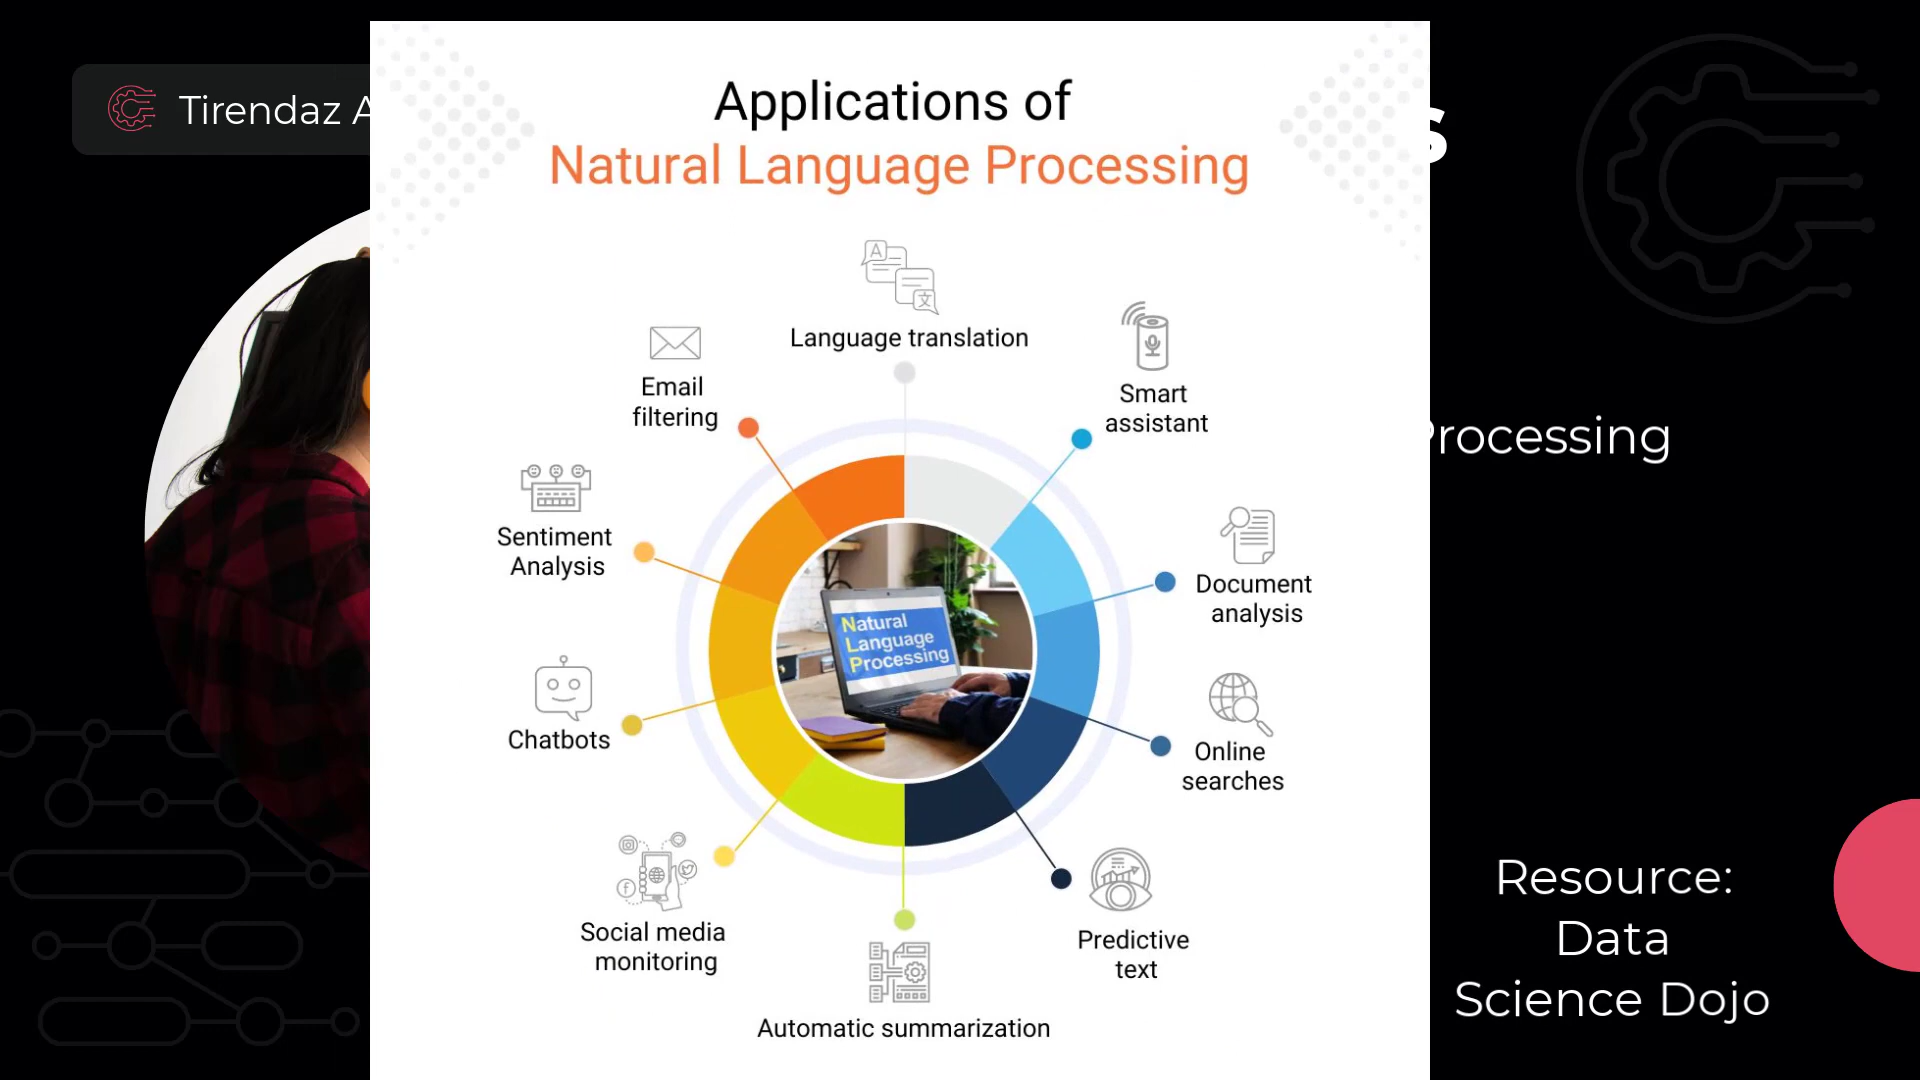 Tirendaz A
Applications of
Natural Language Processing
s
Language translation
Smart
assistant
Email
filtering
Document
analysis
Sentiment
Analysis
Natural
Language
Processing
Online
searches
Chatbots
Predictive
text
Social media
monitoring
Automatic summarization
Processing
Resource:
Data
Science Dojo